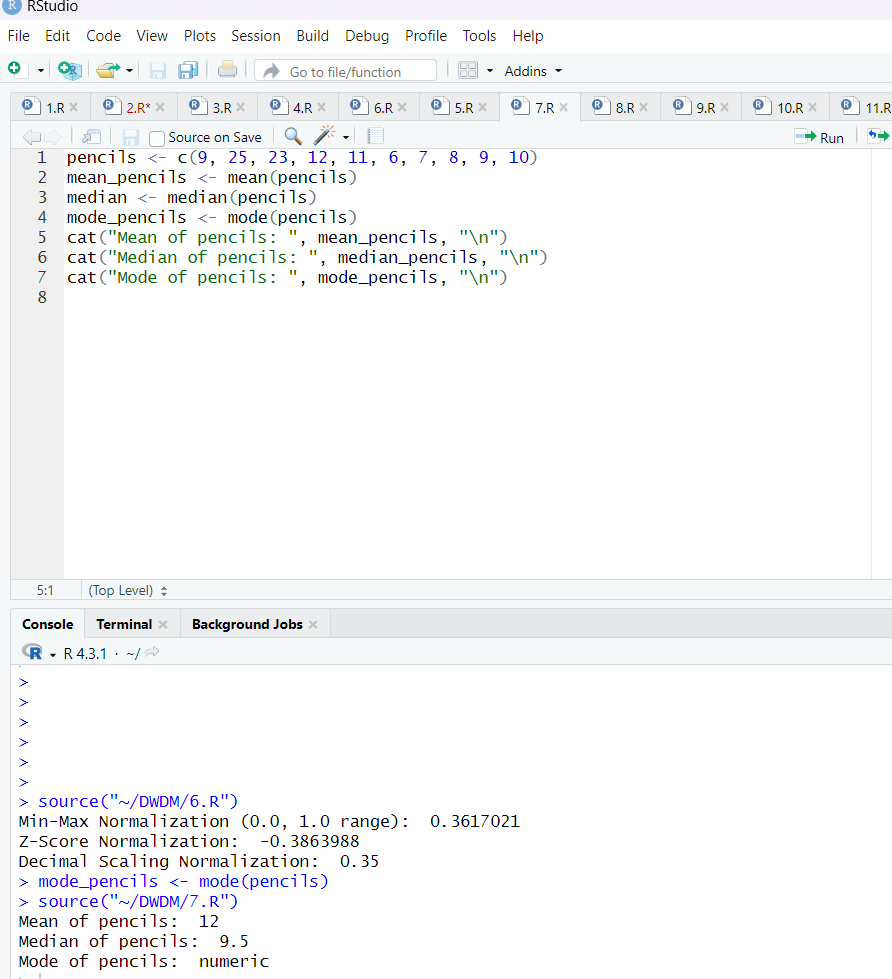 R RStudio
File Edit Code View Plots Session Build Debug Profile Tools Help
Go to file/function Addins
1.R 2.R* 3.R 4.R 6.R 5.R 7.R 8.R 9.R 10.R 11.R
Source on Save Run
1 pencils <- c(9, 25, 23, 12, 11, 6, 7, 8, 9, 10)
2 mean_pencils <- mean(pencils)
3 median <- median(pencils)
4 mode_pencils <- mode(pencils)
5 cat("Mean of pencils: ", mean_pencils, "\n")
6 cat("Median of pencils: ", median_pencils, "\n")
7 cat("Mode of pencils: ", mode_pencils, "\n")
8
5:1 (Top Level)
Console Terminal Background Jobs
R R 4.3.1 · ~/
>
>
>
>
>
>
> source("~/DWDM/6.R")
Min-Max Normalization (0.0, 1.0 range):  0.3617021
Z-Score Normalization:  -0.3863988
Decimal Scaling Normalization:  0.35
> mode_pencils <- mode(pencils)
> source("~/DWDM/7.R")
Mean of pencils:  12
Median of pencils:  9.5
Mode of pencils:  numeric